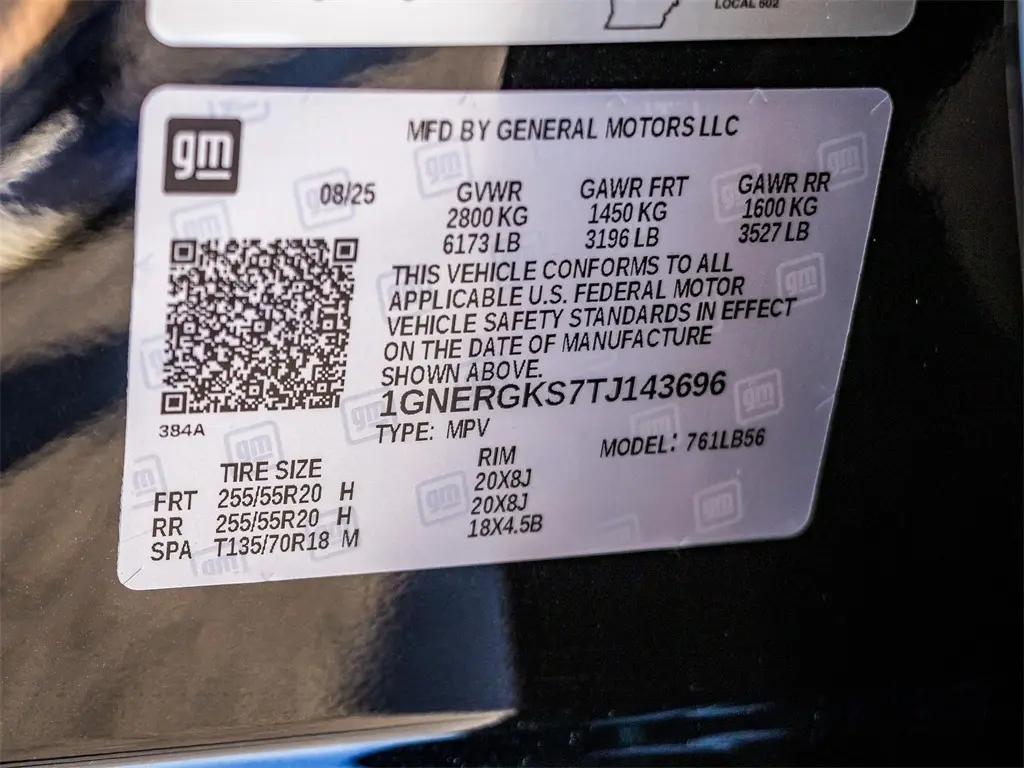 LOCAL 602
gm
MFD BY GENERAL MOTORS LLC
08/25
GVWR GAWR FRT GAWR RR
2800 KG 1450 KG 1600 KG
6173 LB 3196 LB 3527 LB
THIS VEHICLE CONFORMS TO ALL
APPLICABLE U.S. FEDERAL MOTOR
VEHICLE SAFETY STANDARDS IN EFFECT
ON THE DATE OF MANUFACTURE
SHOWN ABOVE.
1GNERGKS7TJ143696
384A
TYPE: MPV MODEL: 761LB56
TIRE SIZE RIM
FRT 255/55R20 H 20X8J
RR 255/55R20 H 20X8J
SPA T135/70R18 M 18X4.5B